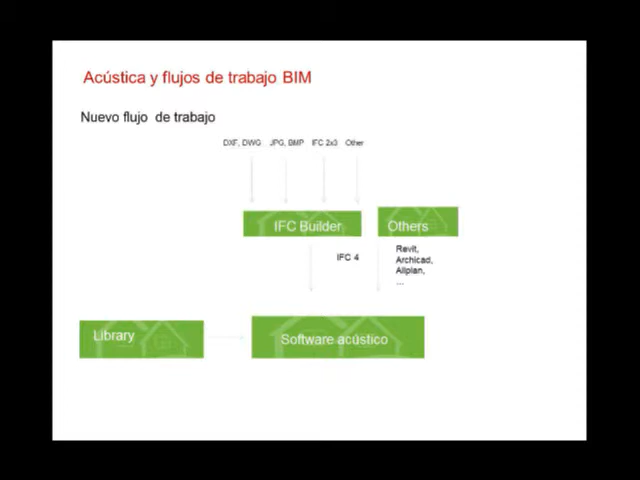 Acústica y flujos de trabajo BIM
Nuevo flujo de trabajo
DXF, DWG JPG, BMP IFC 2x3 Other
IFC Builder
Others
IFC 4
Revit,
Archicad,
Allplan,
...
Library
Software acústico